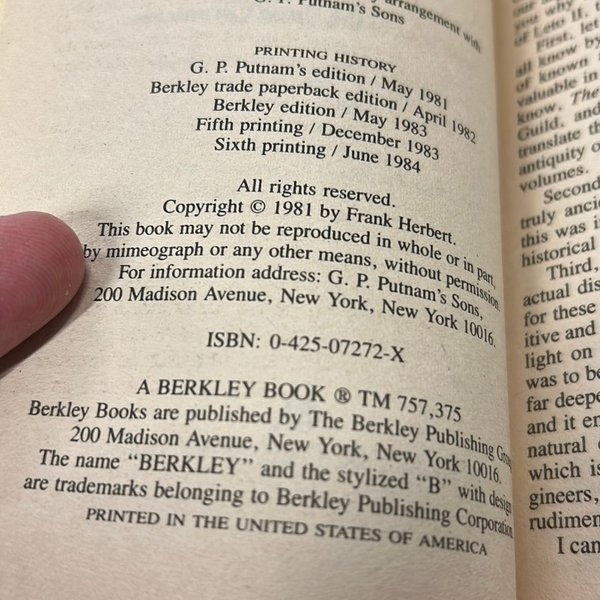 arrangement with
G. P. Putnam's Sons
PRINTING HISTORY
G. P. Putnam's edition / May 1981
Berkley trade paperback edition / April 1982
Berkley edition / May 1983
Fifth printing / December 1983
Sixth printing / June 1984
All rights reserved.
Copyright © 1981 by Frank Herbert.
This book may not be reproduced in whole or in part,
by mimeograph or any other means, without permission.
For information address: G. P. Putnam's Sons,
200 Madison Avenue, New York, New York 10016.
ISBN: 0-425-07272-X
A BERKLEY BOOK ® TM 757,375
Berkley Books are published by The Berkley Publishing Grou
200 Madison Avenue, New York, New York 10016.
The name "BERKLEY" and the stylized "B" with design
are trademarks belonging to Berkley Publishing Corporation
PRINTED IN THE UNITED STATES OF AMERICA
you why
of Leto II, t
First, let
all know by
of known
valuable in
know. The
Guild, and
translate th
antiquity o
volumes.
Second
truly ancie
this was i
historical
Third,
actual dis
for these
itive and
light on
was to be
far deepe
and it en
natural
which is
gineers,
rudimen
I can